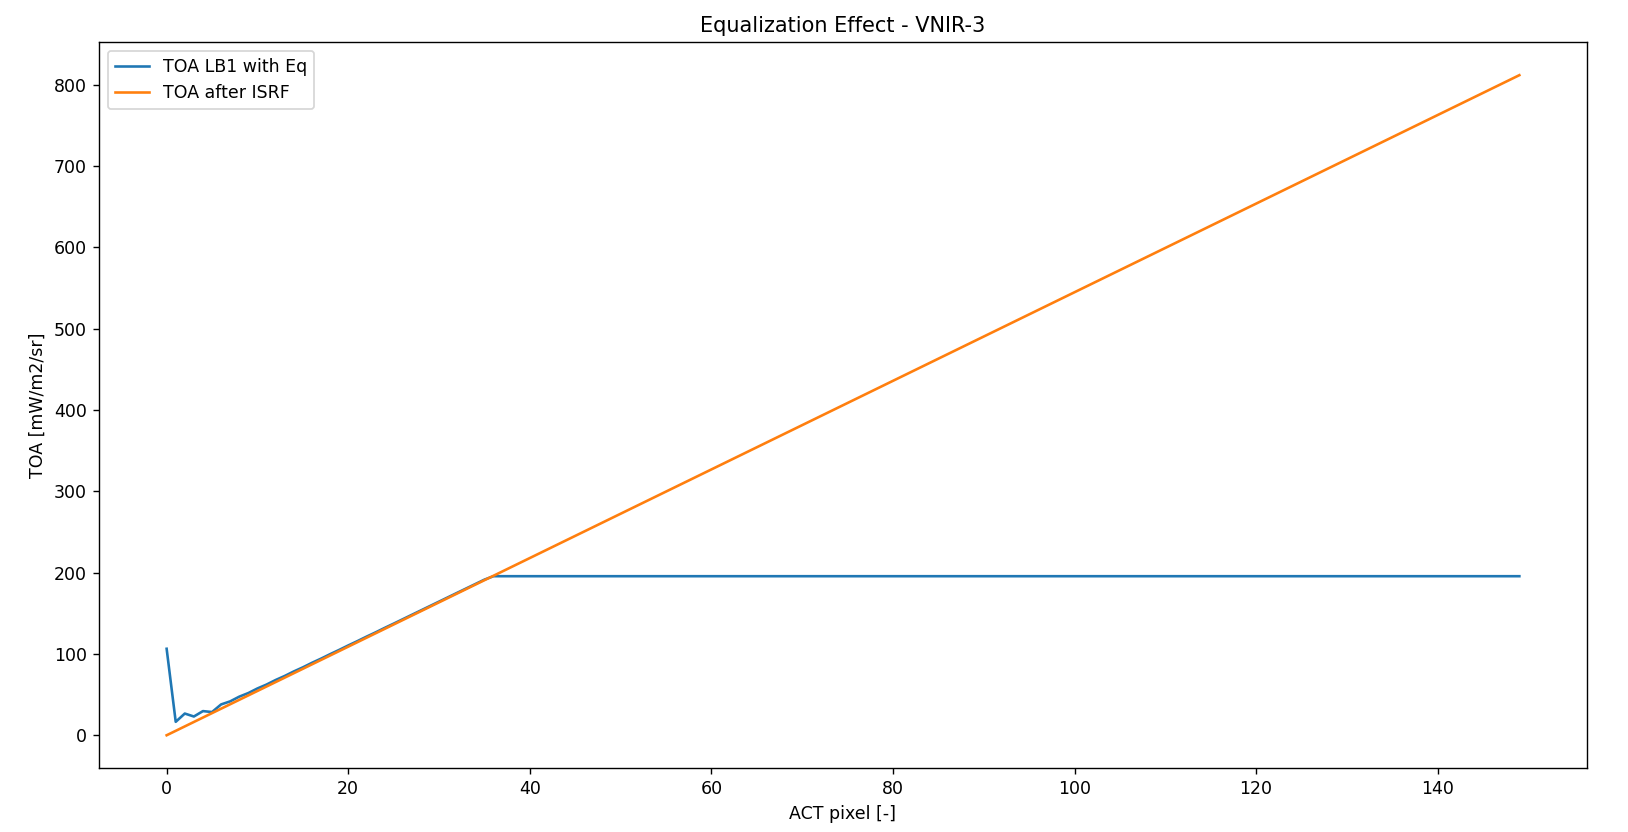 Equalization Effect - VNIR-3
TOA LB1 with Eq
TOA after ISRF
800
700
600
500
400
300
200
100
0
TOA [mW/m2/sr]
0 20 40 60 80 100 120 140
ACT pixel [-]